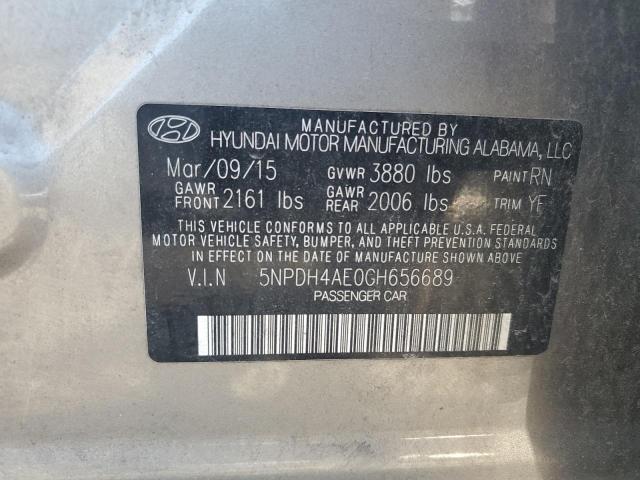 MANUFACTURED BY
HYUNDAI MOTOR MANUFACTURING ALABAMA, LLC
Mar/09/15 GVWR 3880 lbs PAINT RN
GAWR FRONT 2161 lbs GAWR REAR 2006 lbs TRIM YF
THIS VEHICLE CONFORMS TO ALL APPLICABLE U.S.A. FEDERAL
MOTOR VEHICLE SAFETY, BUMPER, AND THEFT PREVENTION
STANDARDS IN EFFECT ON THE DATE OF MANUFACTURE SHOWN ABOVE
V.I.N 5NPDH4AE0GH656689
PASSENGER CAR